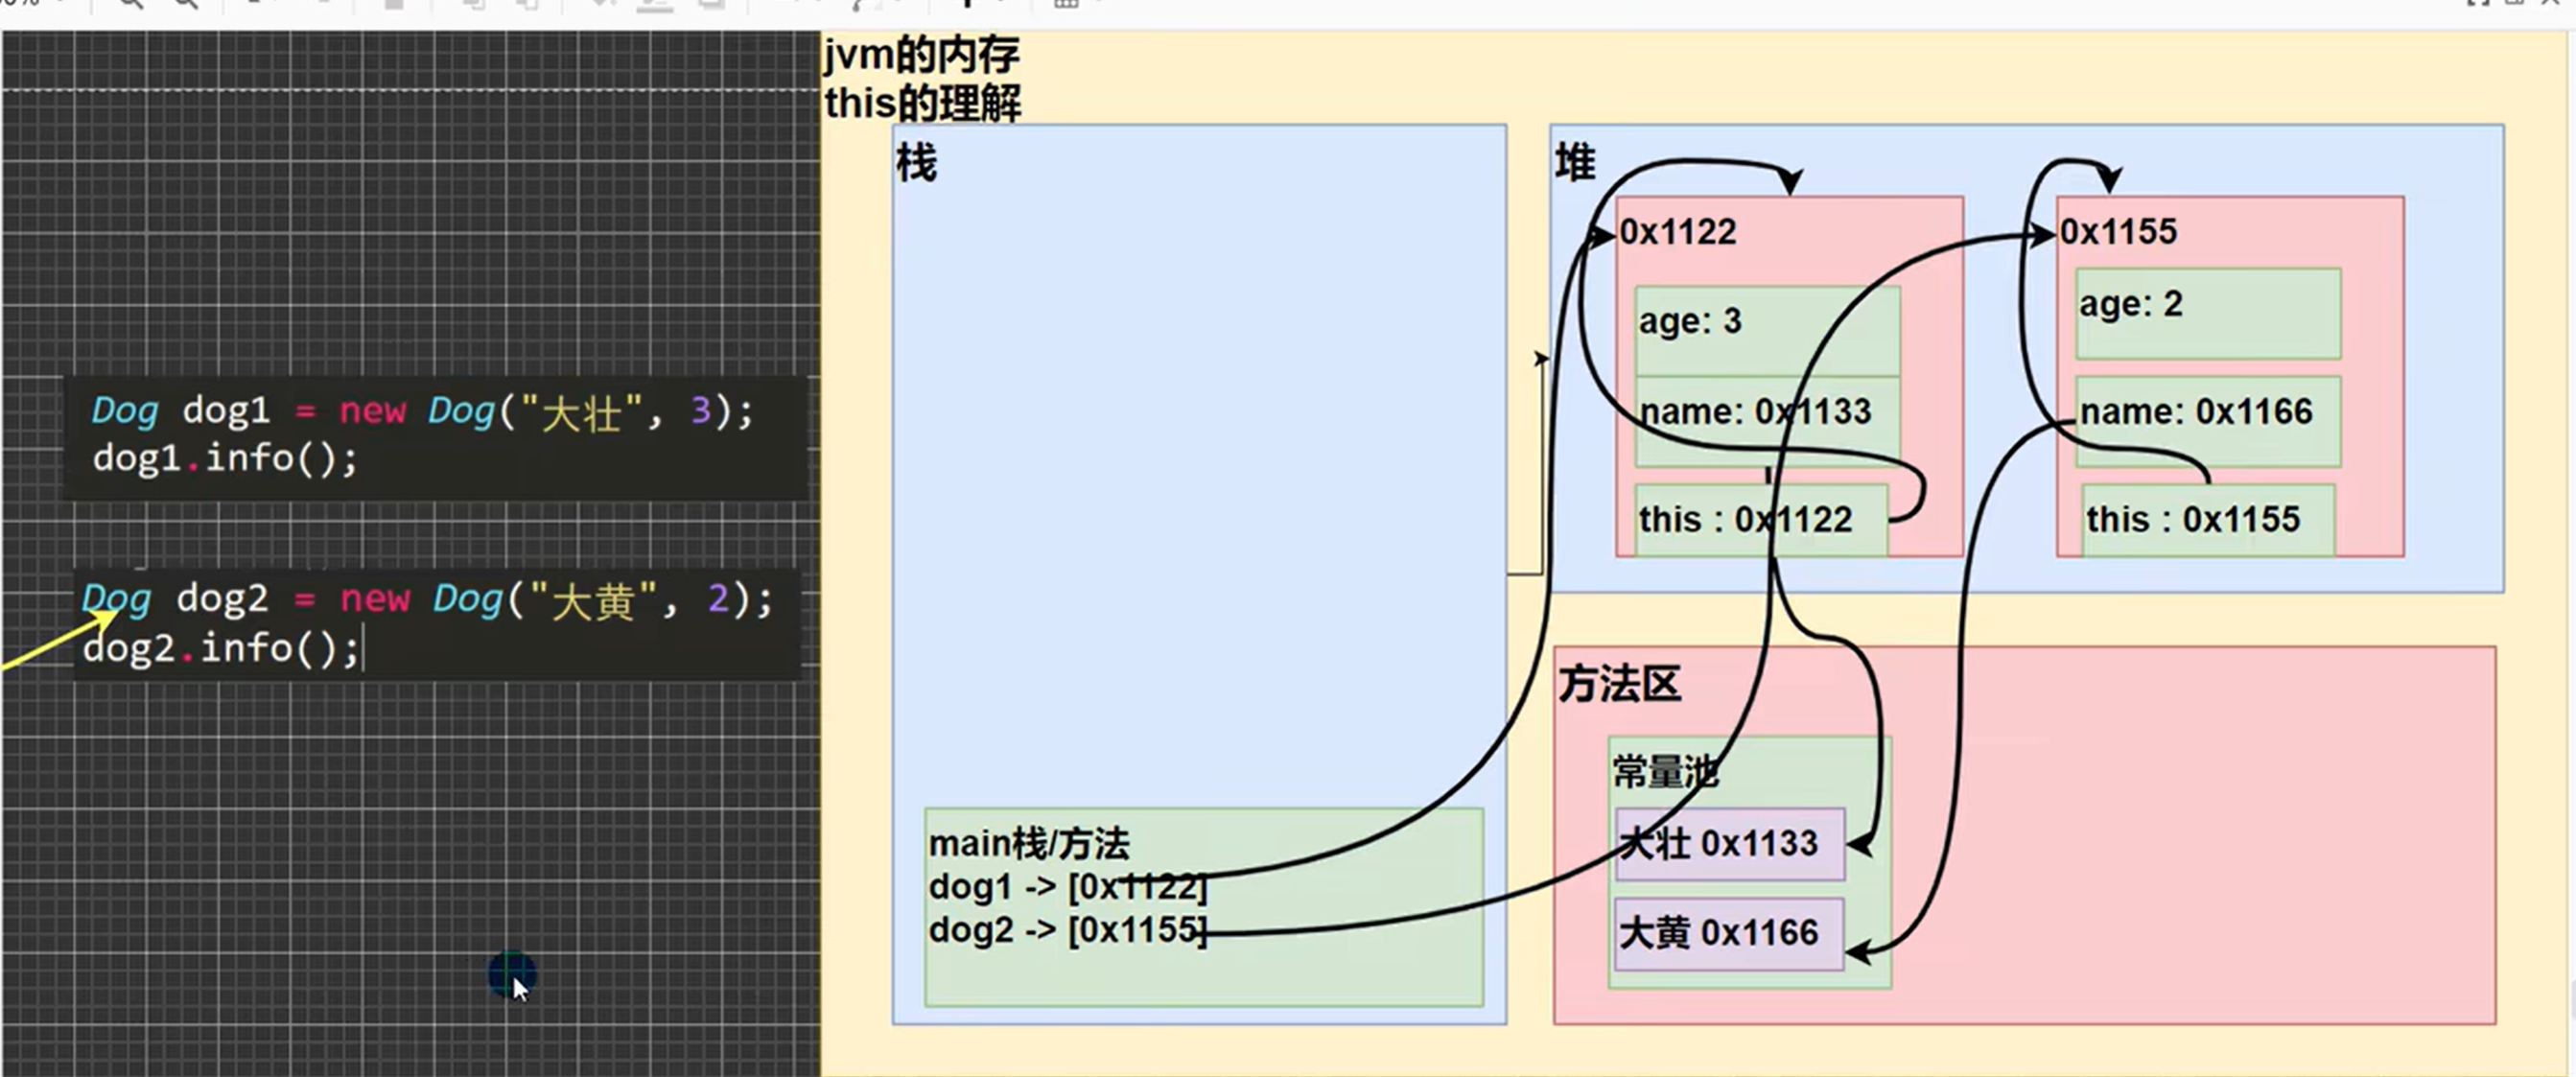 Dog dog1 = new Dog("大壮", 3);
dog1.info();
Dog dog2 = new Dog("大黄", 2);
dog2.info();
jvm的内存
this的理解
栈
main栈/方法
dog1 -> [0x1122]
dog2 -> [0x1155]
堆
0x1122
age: 3
name: 0x1133
this : 0x1122
0x1155
age: 2
name: 0x1166
this : 0x1155
方法区
常量池
大壮 0x1133
大黄 0x1166